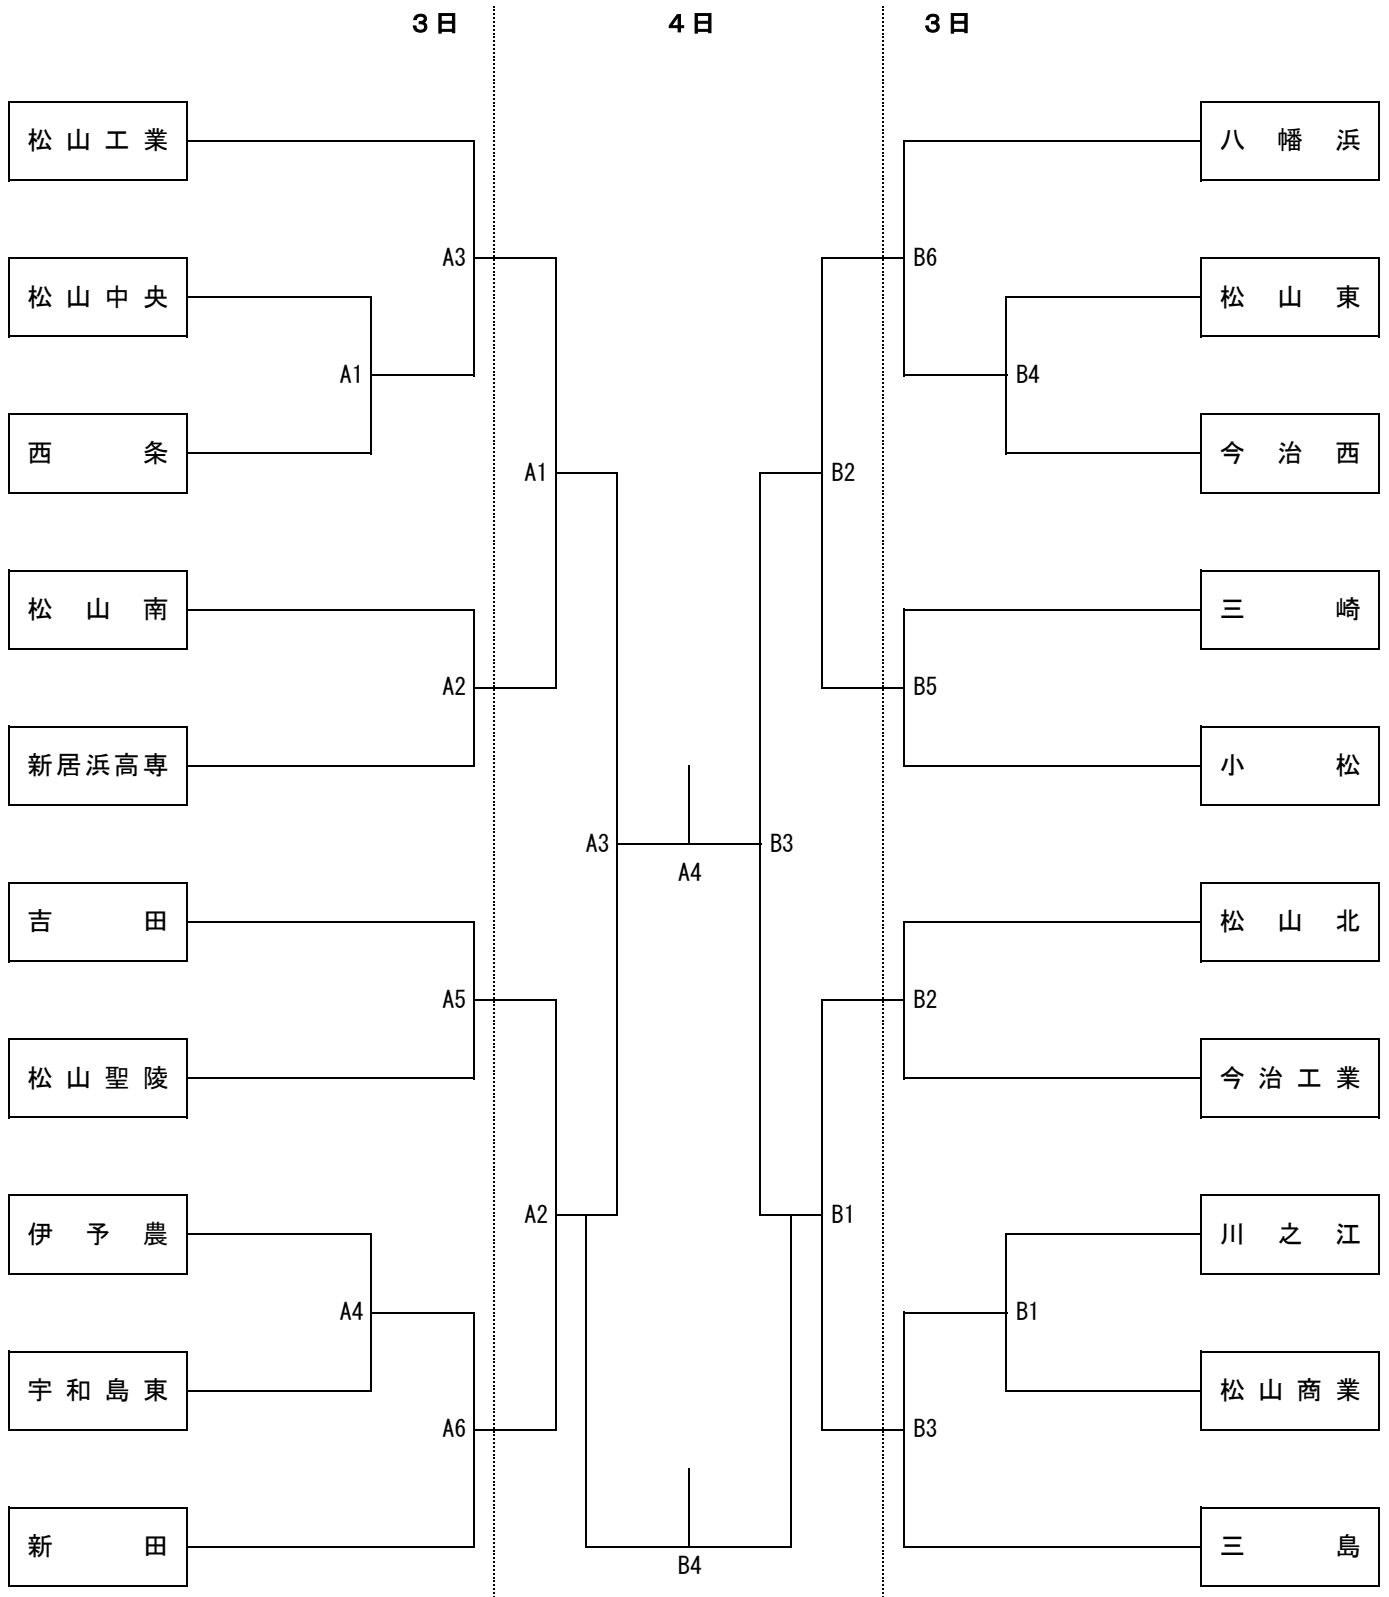 ３日 ４日 ３日
松山工業 八幡浜
A3 B6
松山中央 松山東
A1 B4
西条 A1 B2 今治西
松山南 三崎
A2 B5
新居浜高専 小松
A3 B3
A4
吉田 松山北
A5 B2
松山聖陵 今治工業
A2 B1
伊予農 川之江
A4 B1
宇和島東 松山商業
A6 B3
新田 三島
B4